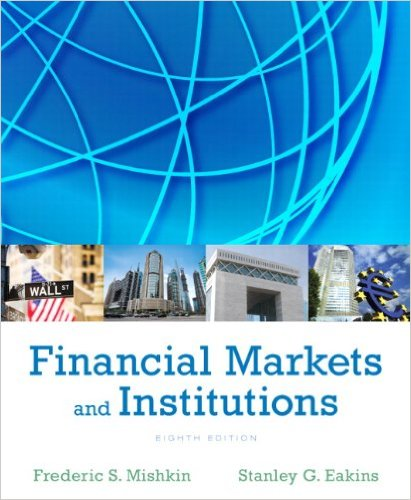 WALL ST
Financial Markets
and Institutions
EIGHTH EDITION
Frederic S. Mishkin
Stanley G. Eakins